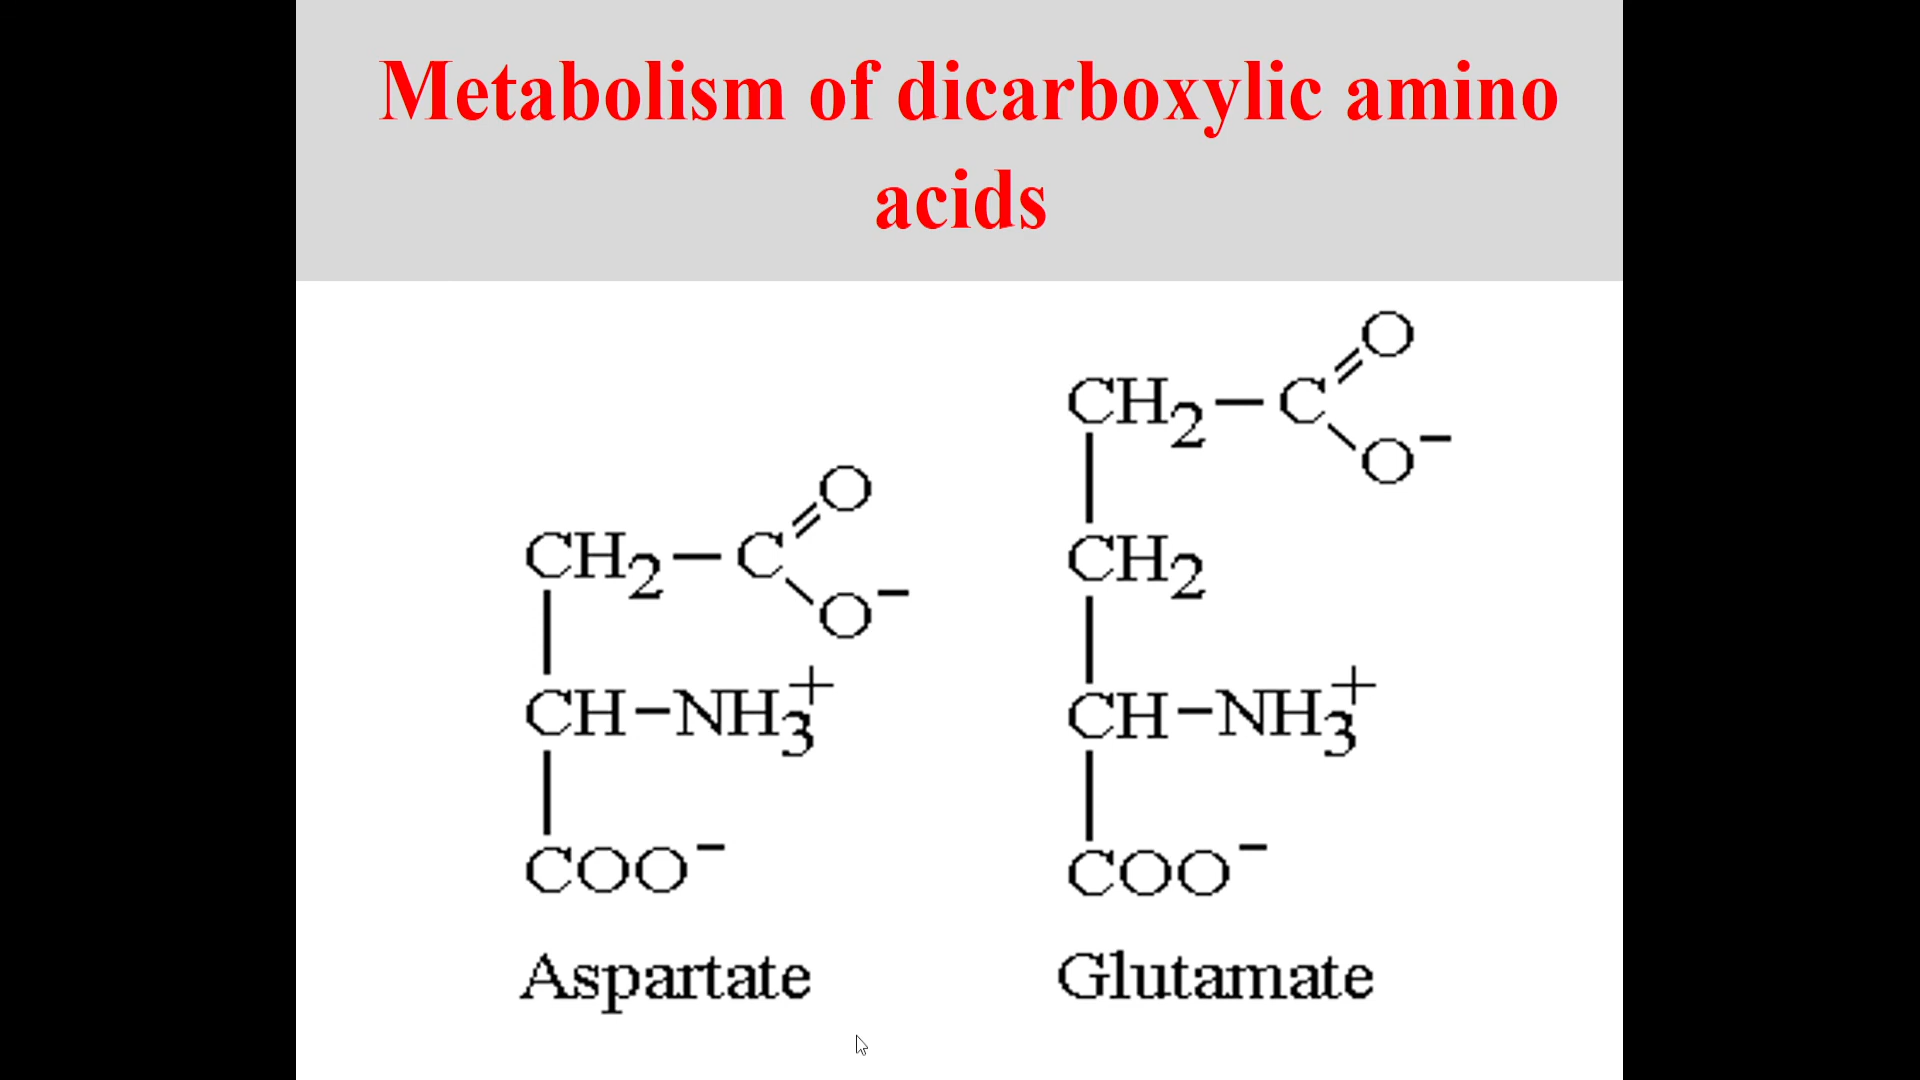 Metabolism of dicarboxylic amino
acids
CH2-C
O
O-
CH-NH3+
COO-
Aspartate
CH2-C
O
O-
CH2
CH-NH3+
COO-
Glutamate